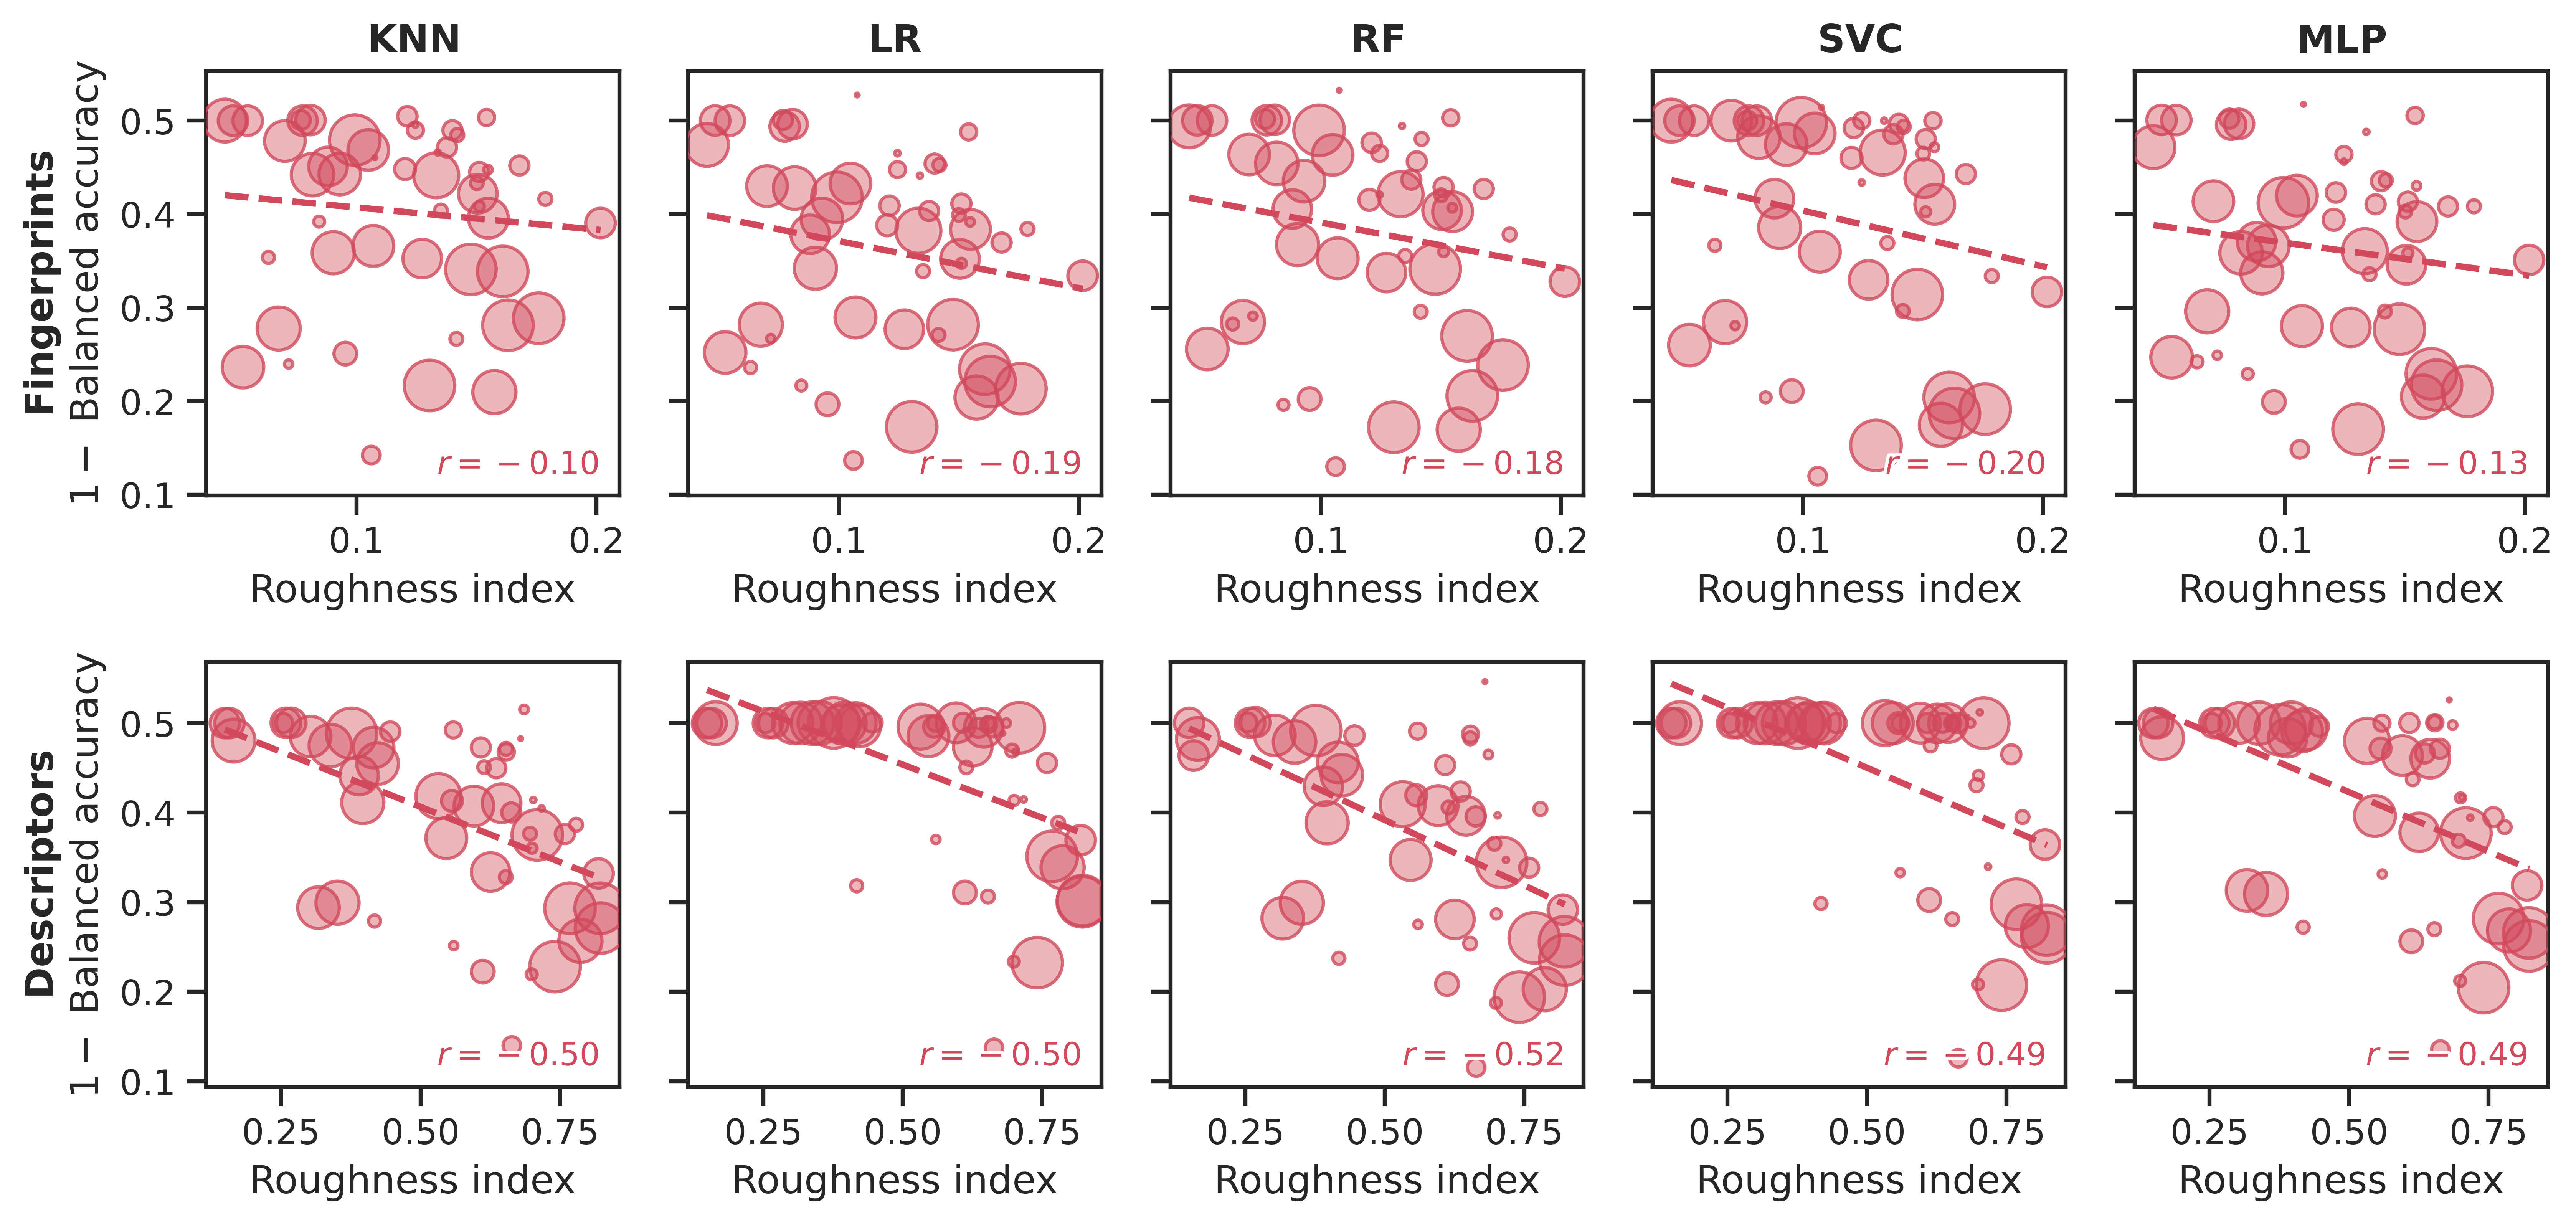 KNN LR RF SVC MLP
Fingerprints
1 − Balanced accuracy
0.5
0.4
0.3
0.2
0.1
r = −0.10
r = −0.19
r = −0.18
r = −0.20
r = −0.13
0.1 0.2 0.1 0.2 0.1 0.2 0.1 0.2 0.1 0.2
Roughness index Roughness index Roughness index Roughness index Roughness index
Descriptors
1 − Balanced accuracy
0.5
0.4
0.3
0.2
0.1
r = −0.50
r = −0.50
r = −0.52
r = −0.49
r = −0.49
0.25 0.50 0.75 0.25 0.50 0.75 0.25 0.50 0.75 0.25 0.50 0.75 0.25 0.50 0.75
Roughness index Roughness index Roughness index Roughness index Roughness index